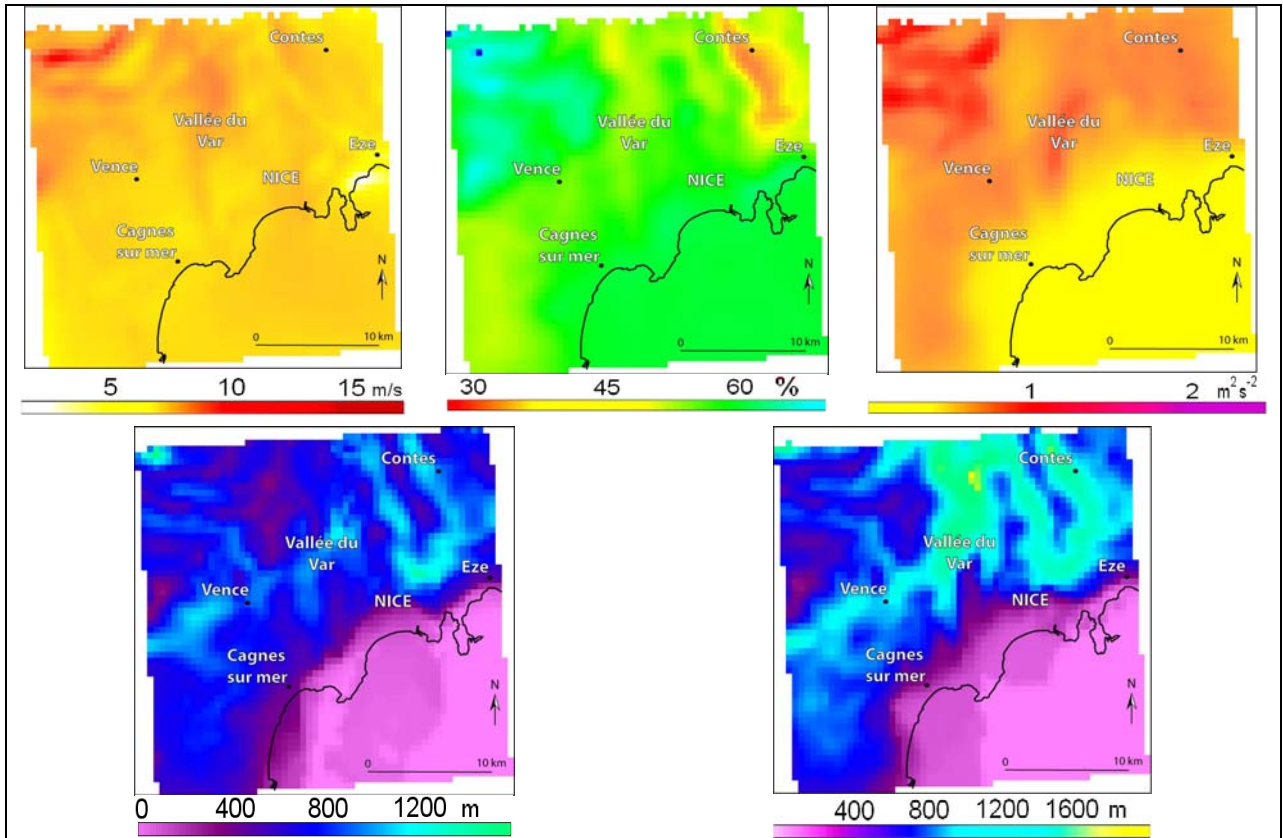 Contes
Vallée du
Var
Eze
Vence
NICE
Cagnes
sur mer
N
0 10 km
5 10 15 m/s
Contes
Vallée du
Var
Eze
Vence
NICE
Cagnes
sur mer
N
0 10 km
30 45 60 %
Contes
Vallée du
Var
Eze
Vence
NICE
Cagnes
sur mer
N
0 10 km
1 2 m²s⁻²
Contes
Vallée du
Var
Eze
Vence
NICE
Cagnes
sur mer
N
0 10 km
0 400 800 1200 m
Contes
Vallée du
Var
Eze
Vence
NICE
Cagnes
sur mer
N
0 10 km
400 800 1200 1600 m